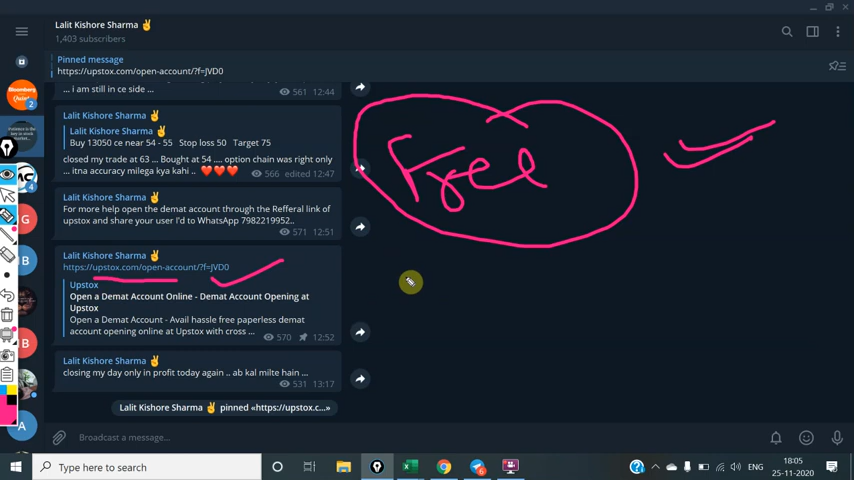 Lalit Kishore Sharma ✌
1,403 subscribers
Pinned message
https://upstox.com/open-account/?f=JVD0
... i am still in ce side ...
561 12:44
Lalit Kishore Sharma ✌
Lalit Kishore Sharma ✌
Buy 13050 ce near 54 - 55 Stop loss 50 Target 75
closed my trade at 63 ... Bought at 54 .... option chain was right only
... itna accuracy milega kya kahi .. ❤❤❤
566 edited 12:47
Lalit Kishore Sharma ✌
For more help open the demat account through the Refferal link of
upstox and share your user I'd to WhatsApp 7982219952..
571 12:51
Lalit Kishore Sharma ✌
https://upstox.com/open-account/?f=JVD0
Upstox
Open a Demat Account Online - Demat Account Opening at
Upstox
Open a Demat Account - Avail hassle free paperless demat
account opening online at Upstox with cross ...
570 12:52
Lalit Kishore Sharma ✌
closing my day only in profit today again .. ab kal milte hain ...
531 13:17
Lalit Kishore Sharma ✌ pinned «https://upstox.c...»
Broadcast a message...
Free
Bloomberg
Quint
2
Patience is the
4
G
B
B
A
Type here to search
6
ENG
18:05
25-11-2020